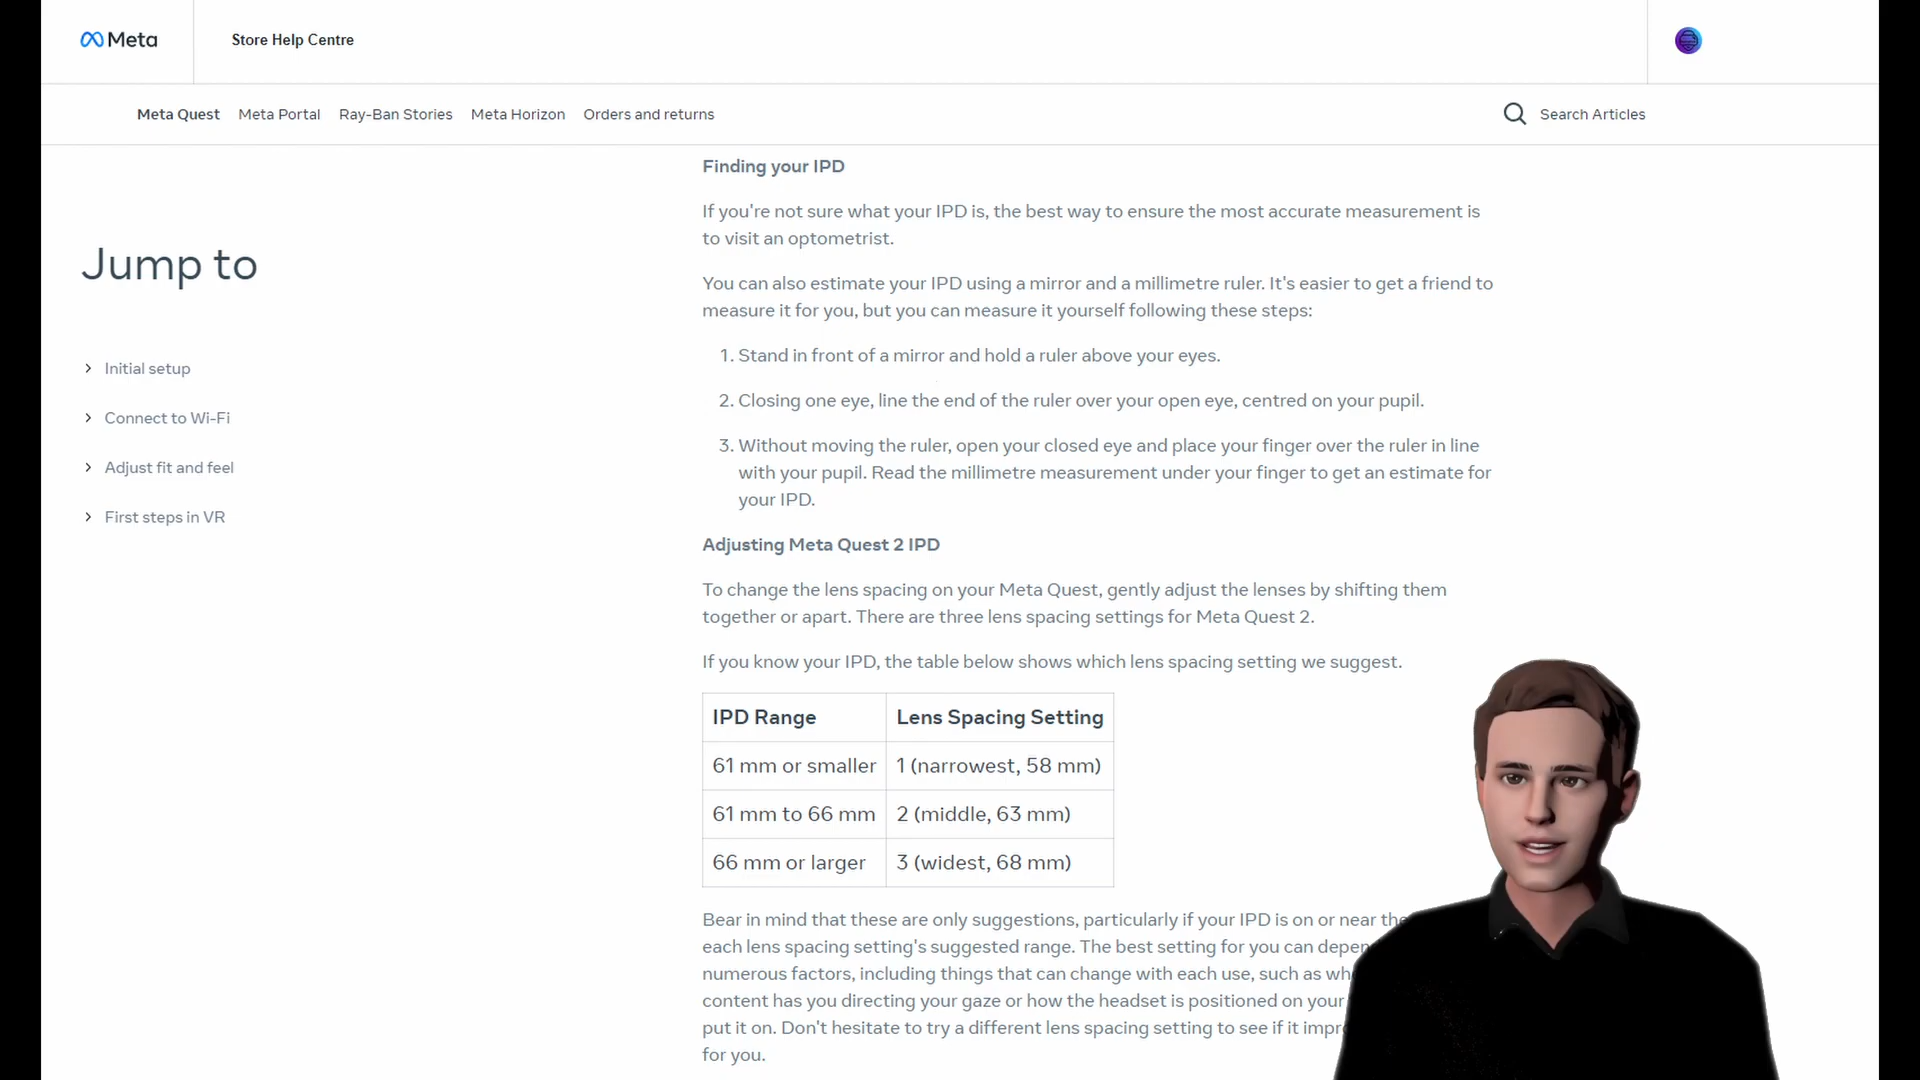 Meta
Store Help Centre
Meta Quest Meta Portal Ray-Ban Stories Meta Horizon Orders and returns
Search Articles
Jump to
Initial setup
Connect to Wi-Fi
Adjust fit and feel
First steps in VR
Finding your IPD
If you're not sure what your IPD is, the best way to ensure the most accurate measurement is
to visit an optometrist.
You can also estimate your IPD using a mirror and a millimetre ruler. It's easier to get a friend to
measure it for you, but you can measure it yourself following these steps:
1. Stand in front of a mirror and hold a ruler above your eyes.
2. Closing one eye, line the end of the ruler over your open eye, centred on your pupil.
3. Without moving the ruler, open your closed eye and place your finger over the ruler in line
with your pupil. Read the millimetre measurement under your finger to get an estimate for
your IPD.
Adjusting Meta Quest 2 IPD
To change the lens spacing on your Meta Quest, gently adjust the lenses by shifting them
together or apart. There are three lens spacing settings for Meta Quest 2.
If you know your IPD, the table below shows which lens spacing setting we suggest.
IPD Range Lens Spacing Setting
61 mm or smaller 1 (narrowest, 58 mm)
61 mm to 66 mm 2 (middle, 63 mm)
66 mm or larger 3 (widest, 68 mm)
Bear in mind that these are only suggestions, particularly if your IPD is on or near the
each lens spacing setting's suggested range. The best setting for you can
numerous factors, including things that can change with each use, such as
content has you directing your gaze or how the headset is positioned on your
put it on. Don't hesitate to try a different lens spacing setting to see if it
for you.